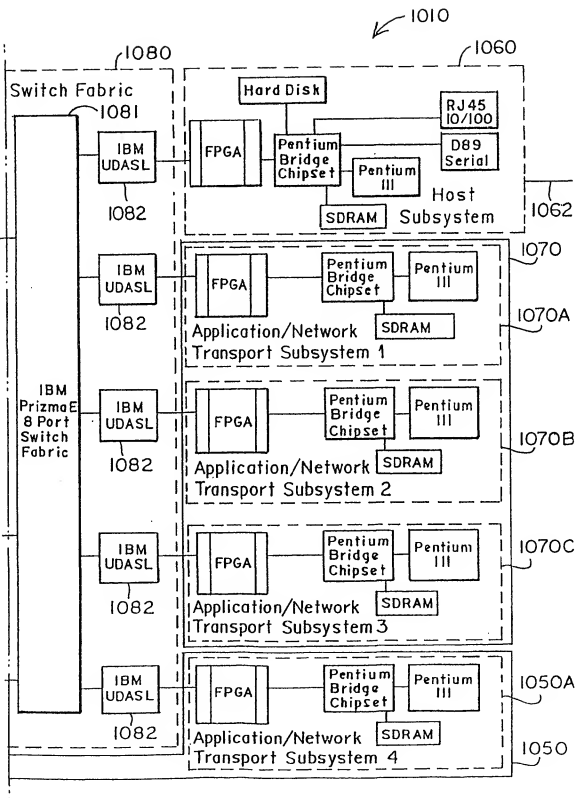 1010
1080
1060
Switch Fabric
1081
Hard Disk
RJ45
10/100
D89
Serial
IBM
UDASL
1082
FPGA
Pentium
Bridge
Chipset
Pentium
III
SDRAM
Host
Subsystem
1062
IBM
UDASL
1082
FPGA
Pentium
Bridge
Chipset
Pentium
III
SDRAM
Application/Network
Transport Subsystem 1
1070
1070A
IBM
PrizmaE
8 Port
Switch
Fabric
IBM
UDASL
1082
FPGA
Pentium
Bridge
Chipset
Pentium
III
SDRAM
Application/Network
Transport Subsystem 2
1070B
IBM
UDASL
1082
FPGA
Pentium
Bridge
Chipset
Pentium
III
SDRAM
Application/Network
Transport Subsystem 3
1070C
IBM
UDASL
1082
FPGA
Pentium
Bridge
Chipset
Pentium
III
SDRAM
Application/Network
Transport Subsystem 4
1050A
1050